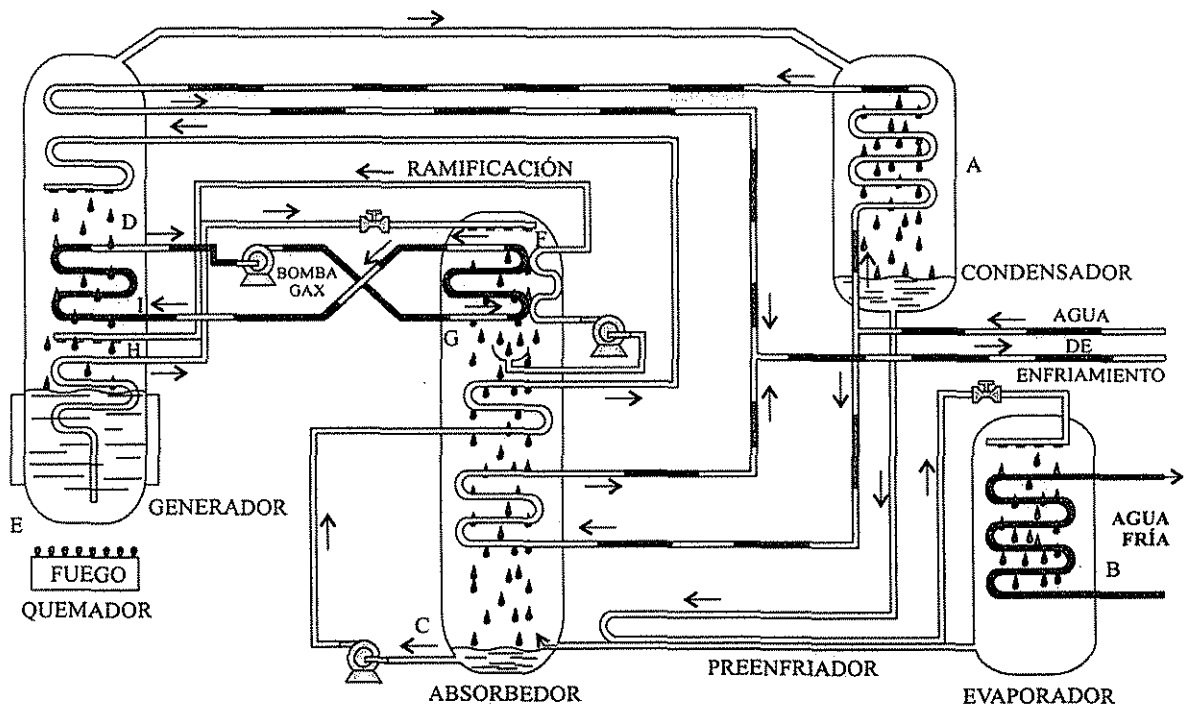 RAMIFICACIÓN
A
D
F
BOMBA
GAX
CONDENSADOR
I
AGUA
G
H
DE
ENFRIAMIENTO
GENERADOR
E
AGUA
FRÍA
FUEGO
B
QUEMADOR
C
PREENFRIADOR
ABSORBEDOR
EVAPORADOR